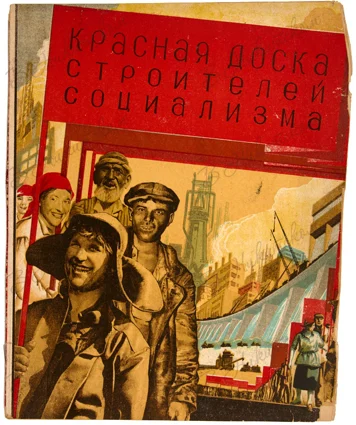 КРАСНАЯ ДОСКА
СТРОИТЕЛЕЙ
СОЦИАЛИЗМА